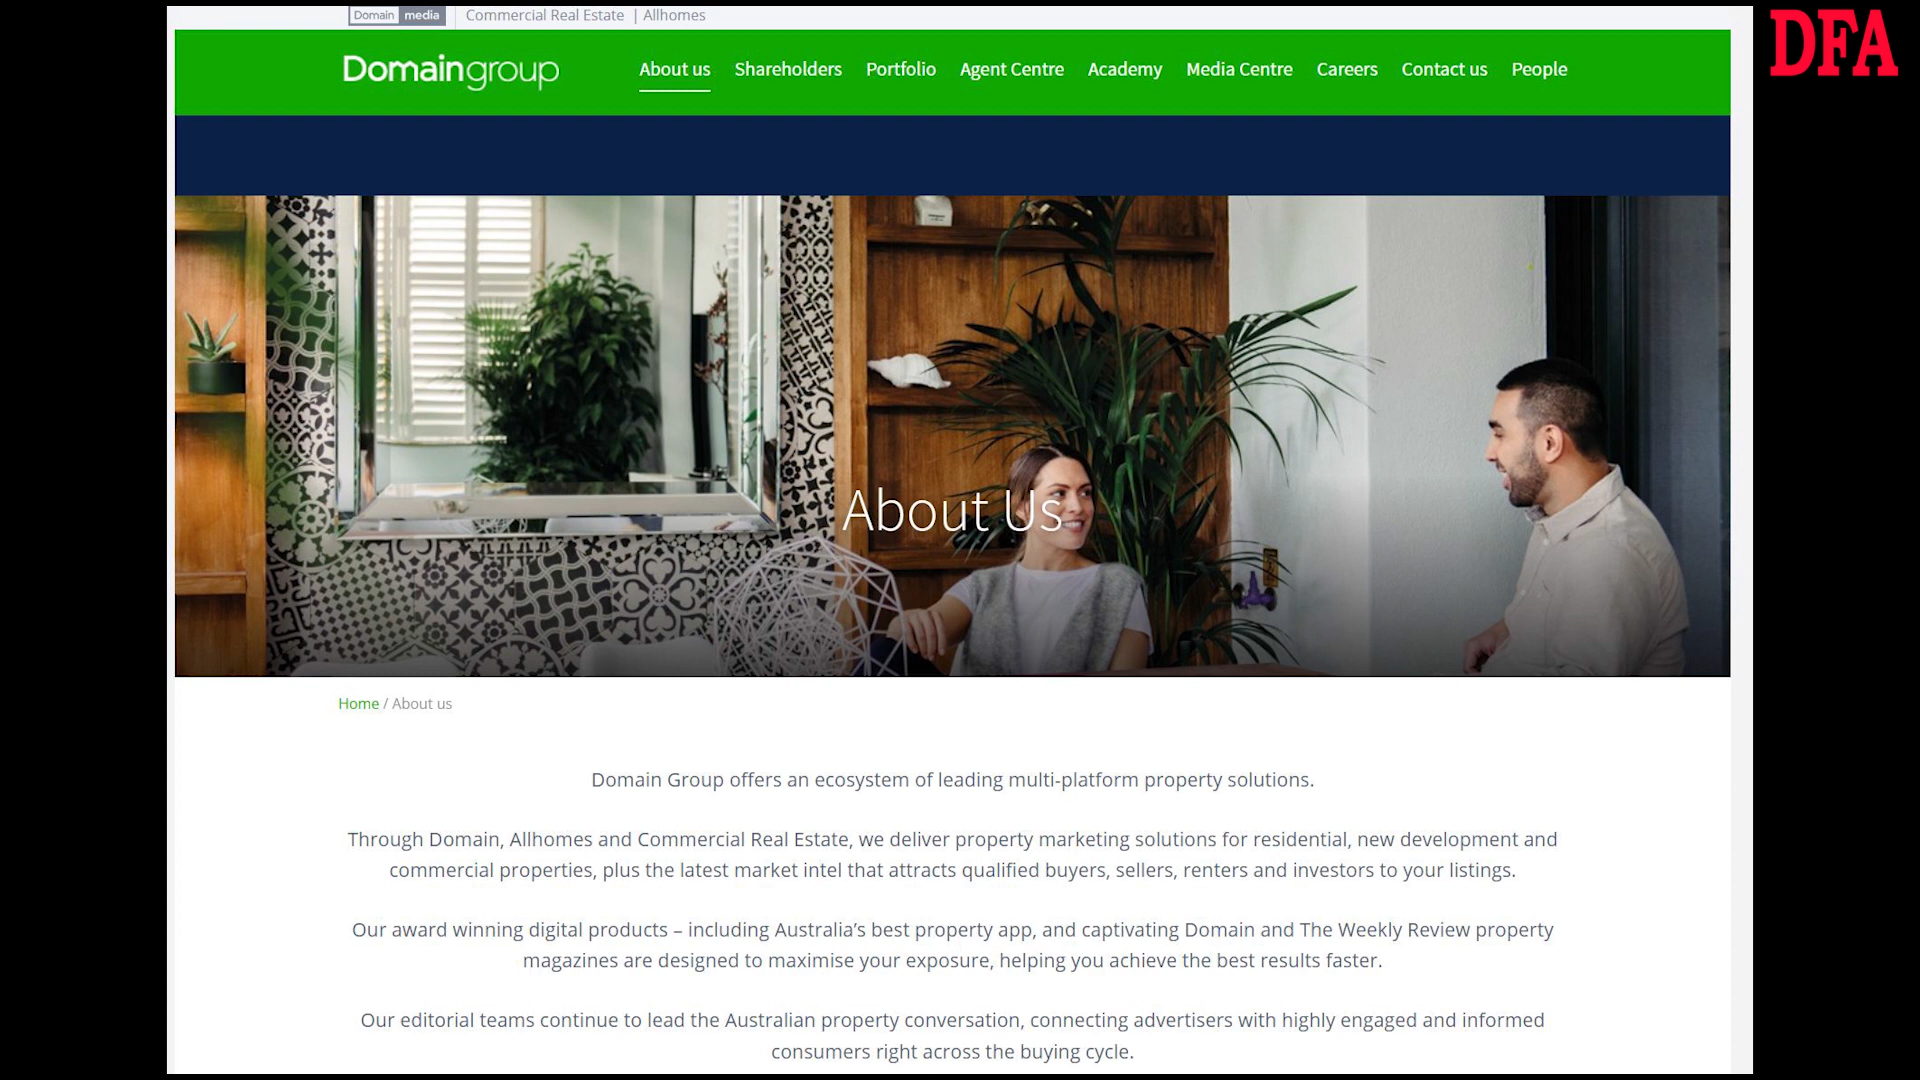 Domain media Commercial Real Estate | Allhomes
DFA
Domaingroup
About us Shareholders Portfolio Agent Centre Academy Media Centre Careers Contact us People
About Us
Home / About us
Domain Group offers an ecosystem of leading multi-platform property solutions.
Through Domain, Allhomes and Commercial Real Estate, we deliver property marketing solutions for residential, new development and
commercial properties, plus the latest market intel that attracts qualified buyers, sellers, renters and investors to your listings.
Our award winning digital products – including Australia’s best property app, and captivating Domain and The Weekly Review property
magazines are designed to maximise your exposure, helping you achieve the best results faster.
Our editorial teams continue to lead the Australian property conversation, connecting advertisers with highly engaged and informed
consumers right across the buying cycle.